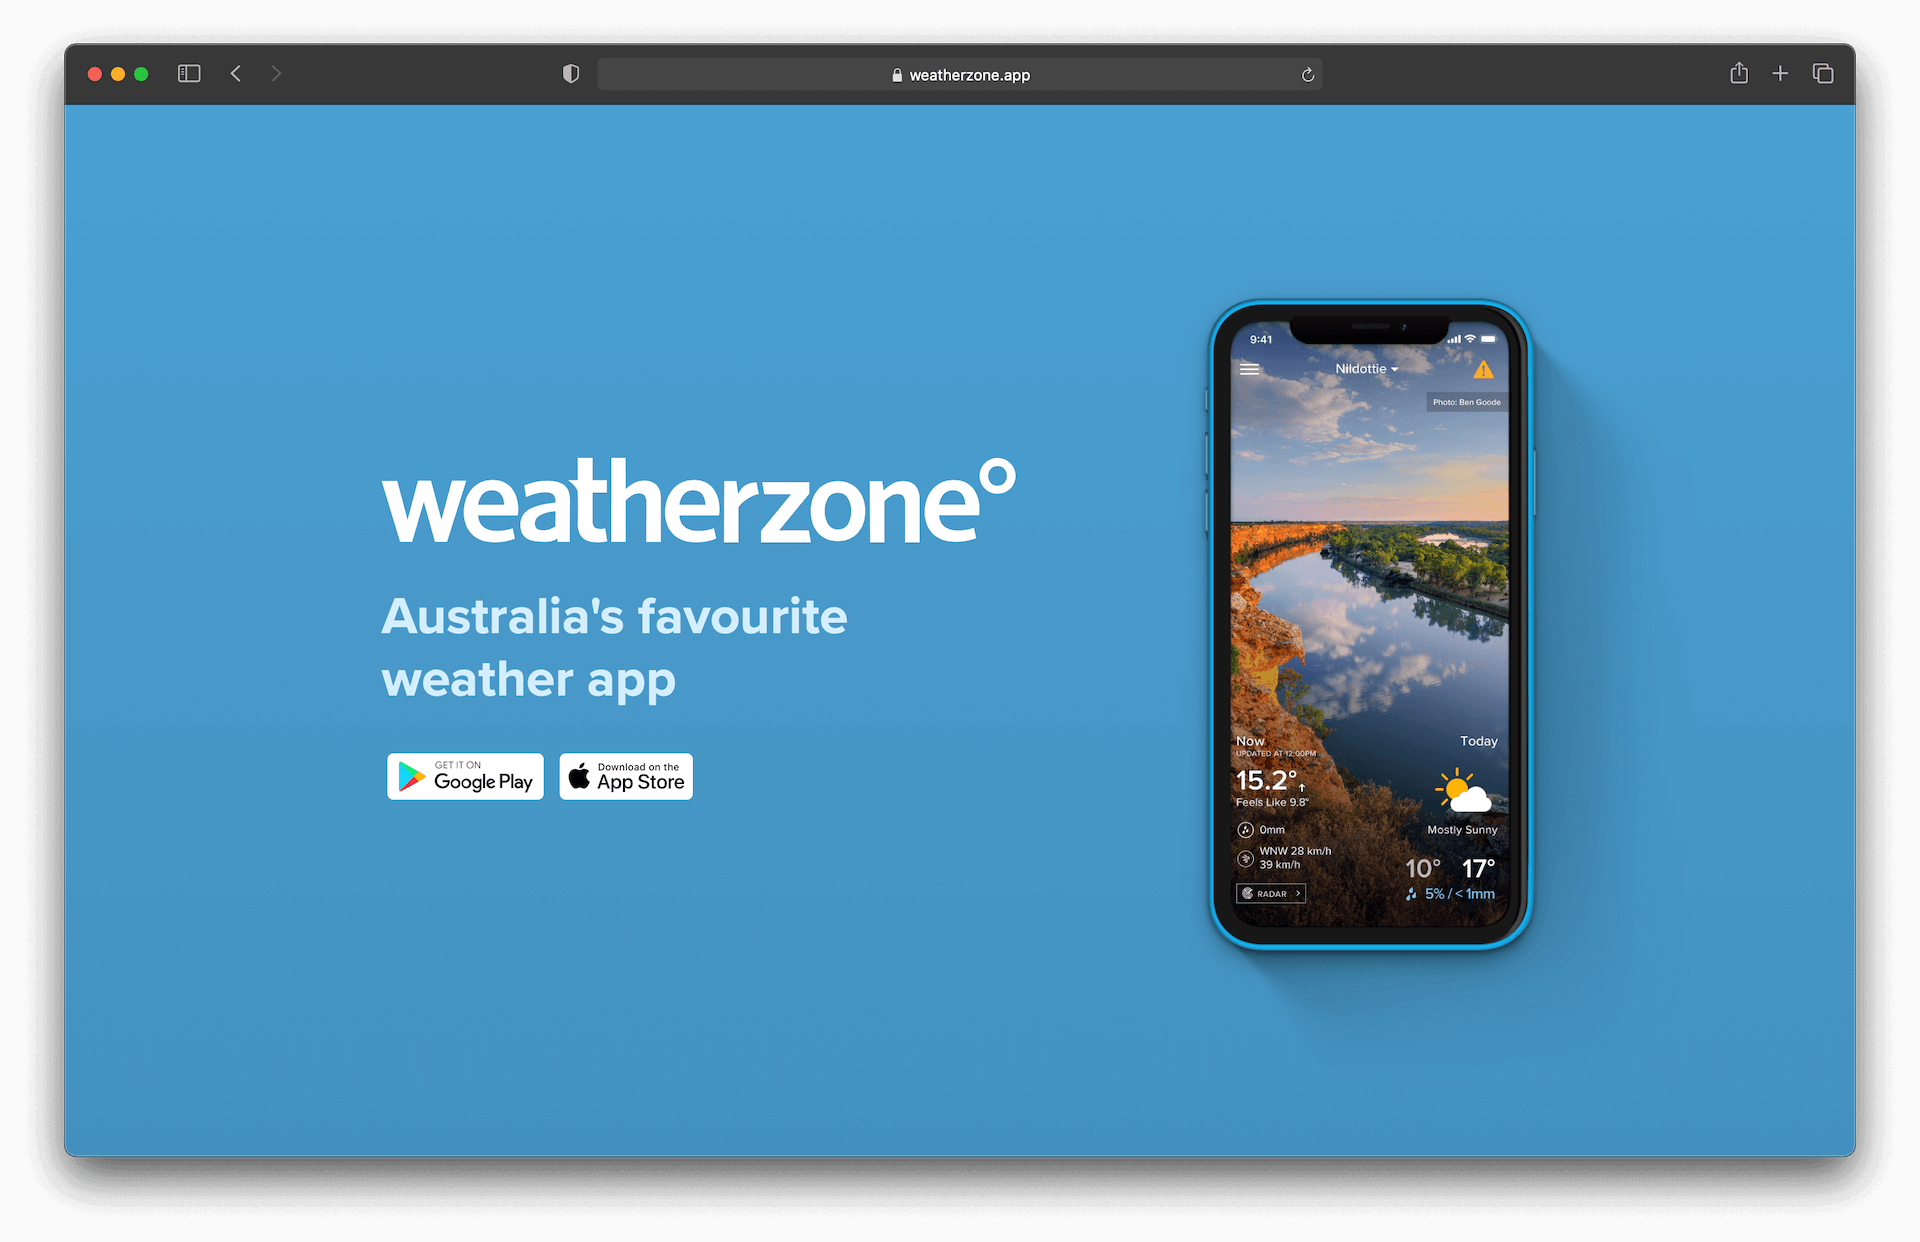 weatherzone.app
weatherzone°
Australia's favourite
weather app
GET IT ON
Google Play
Download on the
App Store
9:41
Nildottie
Photo: Ben Goode
Now
UPDATED AT 12:00PM
15.2°
Feels Like 9.8°
0mm
WNW 28 km/h
39 km/h
RADAR
Today
Mostly Sunny
10° 17°
5% / < 1mm